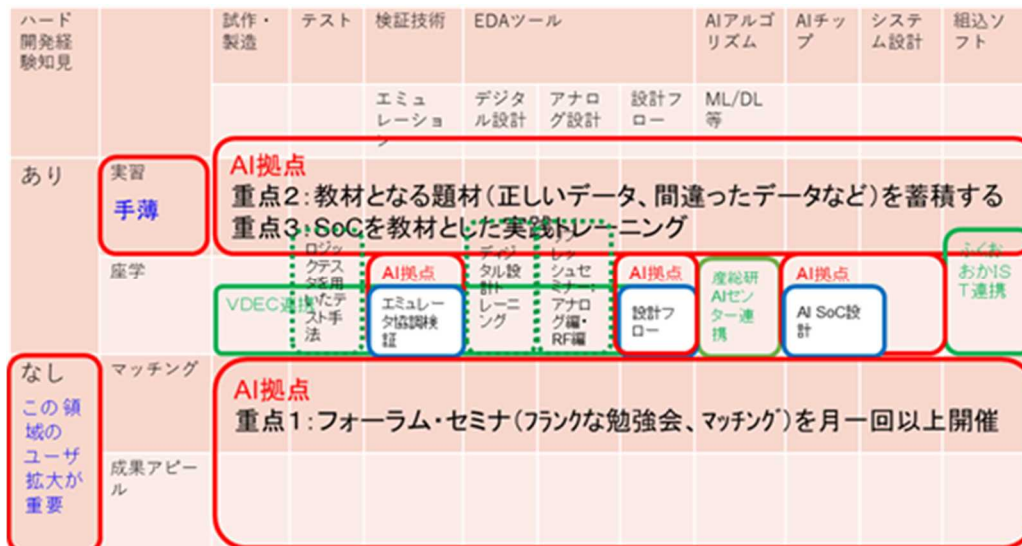 ハード
開発経
験知見
試作・
製造
テスト
検証技術
EDAツール
AIアルゴ
リズム
AIチッ
プ
システ
ム設計
組込ソ
フト
エミュ
レーショ
ン
デジタ
ル設計
アナロ
グ設計
設計フ
ロー
ML/DL
等
あり
実習
手薄
AI拠点
重点2:教材となる題材(正しいデータ、間違ったデータなど)を蓄積する
重点3:SoCを教材とした実践トレーニング
座学
VDEC連携
ロジッ
クテス
タを用
いたテ
スト手
法
AI拠点
エミュレー
タ協調検
証
ディジ
タル設
計ト
レーニ
ング
レッ
シュセ
ミナー:
アナロ
グ編・
RF編
AI拠点
設計フ
ロー
産総研
AIセン
ター連
携
AI拠点
AI SoC設
計
ふくお
おかIS
T連携
なし
この領
域の
ユーザ
拡大が
重要
マッチング
AI拠点
重点1:フォーラム・セミナ(フランクな勉強会、マッチング)を月一回以上開催
成果アピー
ル